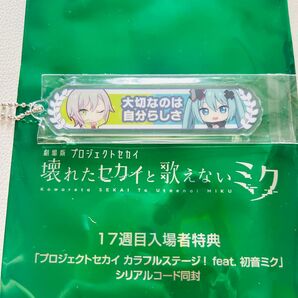 大切なのは
自分らしさ
劇場版 プロジェクトセカイ
壊れたセカイと歌えないミク
Kowareta SEKAI To Utaenai MIKU
17週目入場者特典
「プロジェクトセカイ カラフルステージ! feat. 初音ミク」
シリアルコード同封